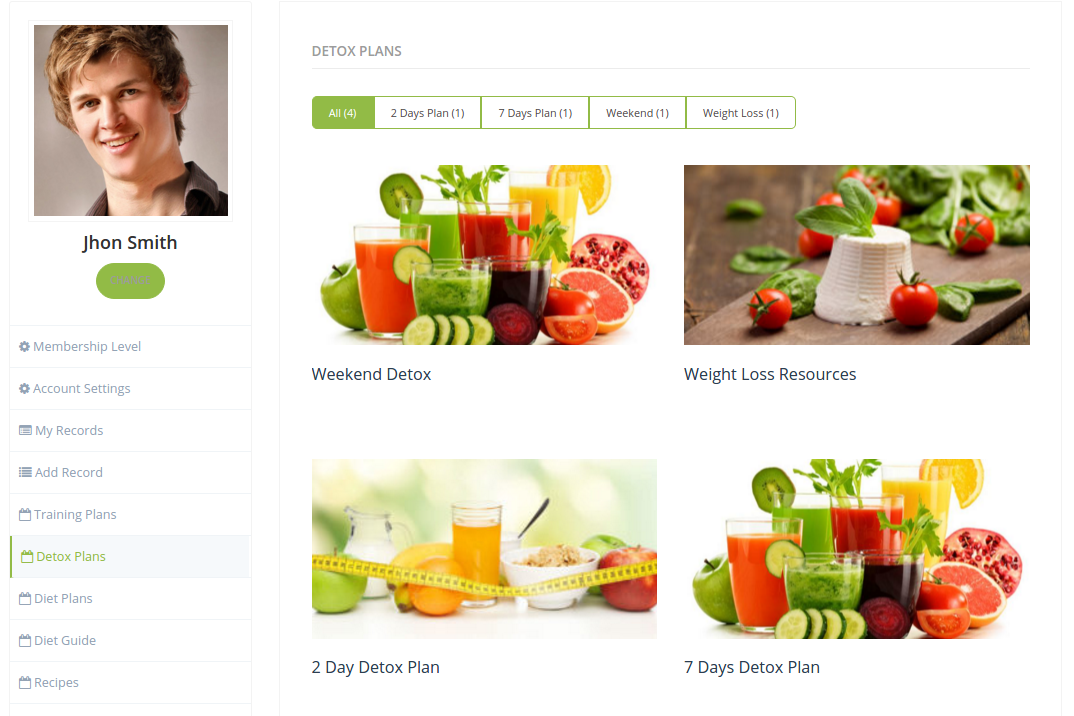 Jhon Smith
Membership Level
Account Settings
My Records
Add Record
Training Plans
Detox Plans
Diet Plans
Diet Guide
Recipes
DETOX PLANS
All (4)
2 Days Plan (1)
7 Days Plan (1)
Weekend (1)
Weight Loss (1)
Weekend Detox
Weight Loss Resources
2 Day Detox Plan
7 Days Detox Plan